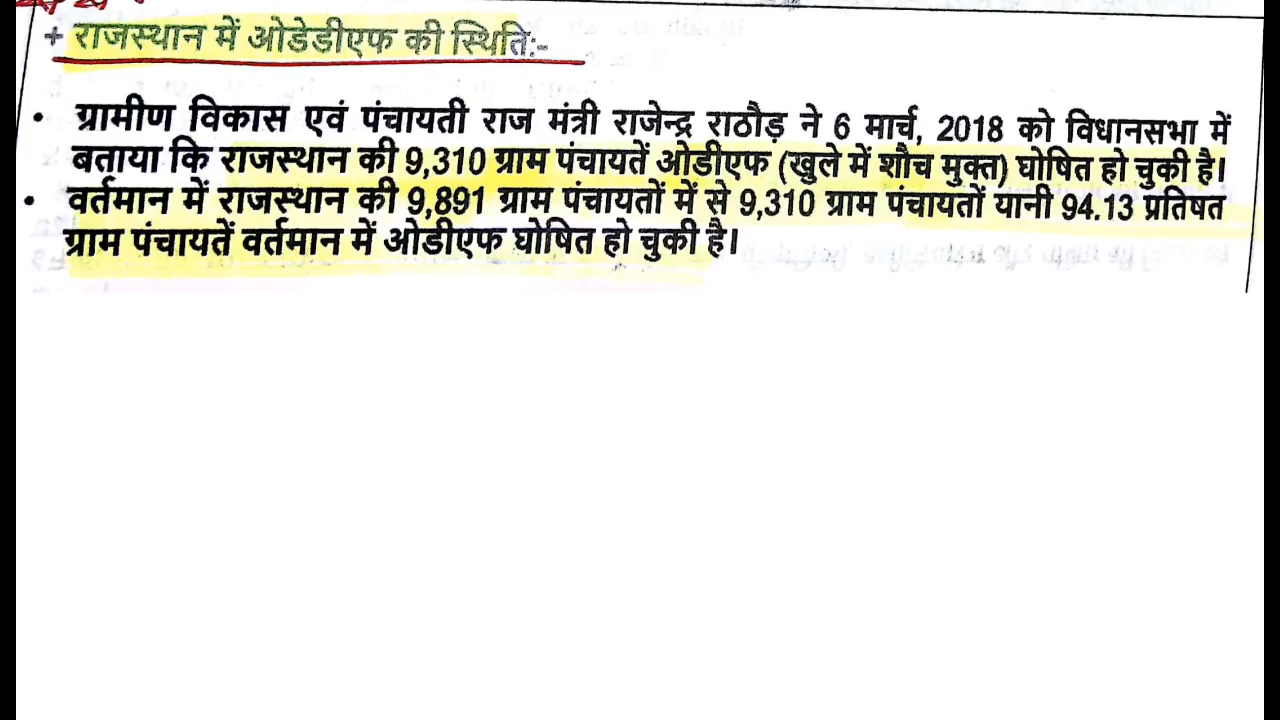 + राजस्थान में ओडेडीएफ की स्थिति:-
• ग्रामीण विकास एवं पंचायती राज मंत्री राजेन्द्र राठौड़ ने 6 मार्च, 2018 को विधानसभा में
बताया कि राजस्थान की 9,310 ग्राम पंचायतें ओडीएफ (खुले में शौच मुक्त) घोषित हो चुकी है।
• वर्तमान में राजस्थान की 9,891 ग्राम पंचायतों में से 9,310 ग्राम पंचायतों यानी 94.13 प्रतिषत
ग्राम पंचायतें वर्तमान में ओडीएफ घोषित हो चुकी है।